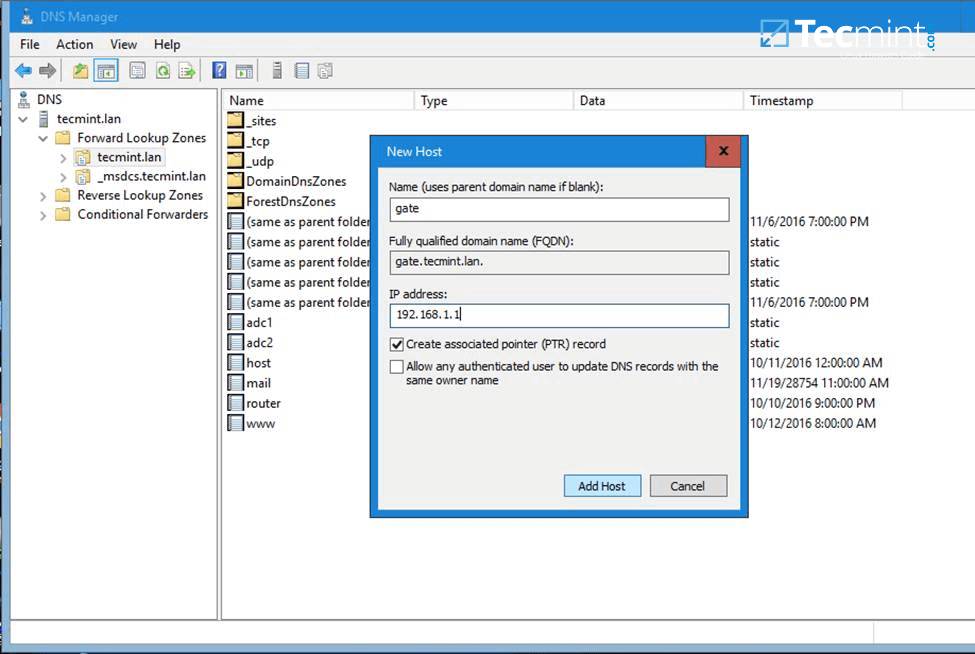 DNS Manager
Tecmint.co
File Action View Help
DNS
tecmint.lan
Forward Lookup Zones
tecmint.lan
_msdcs.tecmint.lan
Reverse Lookup Zones
Conditional Forwarders
Name Type Data Timestamp
_sites
_tcp
_udp
DomainDnsZones
ForestDnsZones
(same as parent folder 11/6/2016 7:00:00 PM
(same as parent folder static
(same as parent folder static
(same as parent folder static
(same as parent folder 11/6/2016 7:00:00 PM
adc1 static
adc2 static
host 10/11/2016 12:00:00 AM
mail 11/19/28754 11:00:00 AM
router 10/10/2016 9:00:00 PM
www 10/12/2016 8:00:00 AM
New Host
x
Name (uses parent domain name if blank):
gate
Fully qualified domain name (FQDN):
gate.tecmint.lan.
IP address:
192.168.1.1
Create associated pointer (PTR) record
Allow any authenticated user to update DNS records with the
same owner name
Add Host Cancel